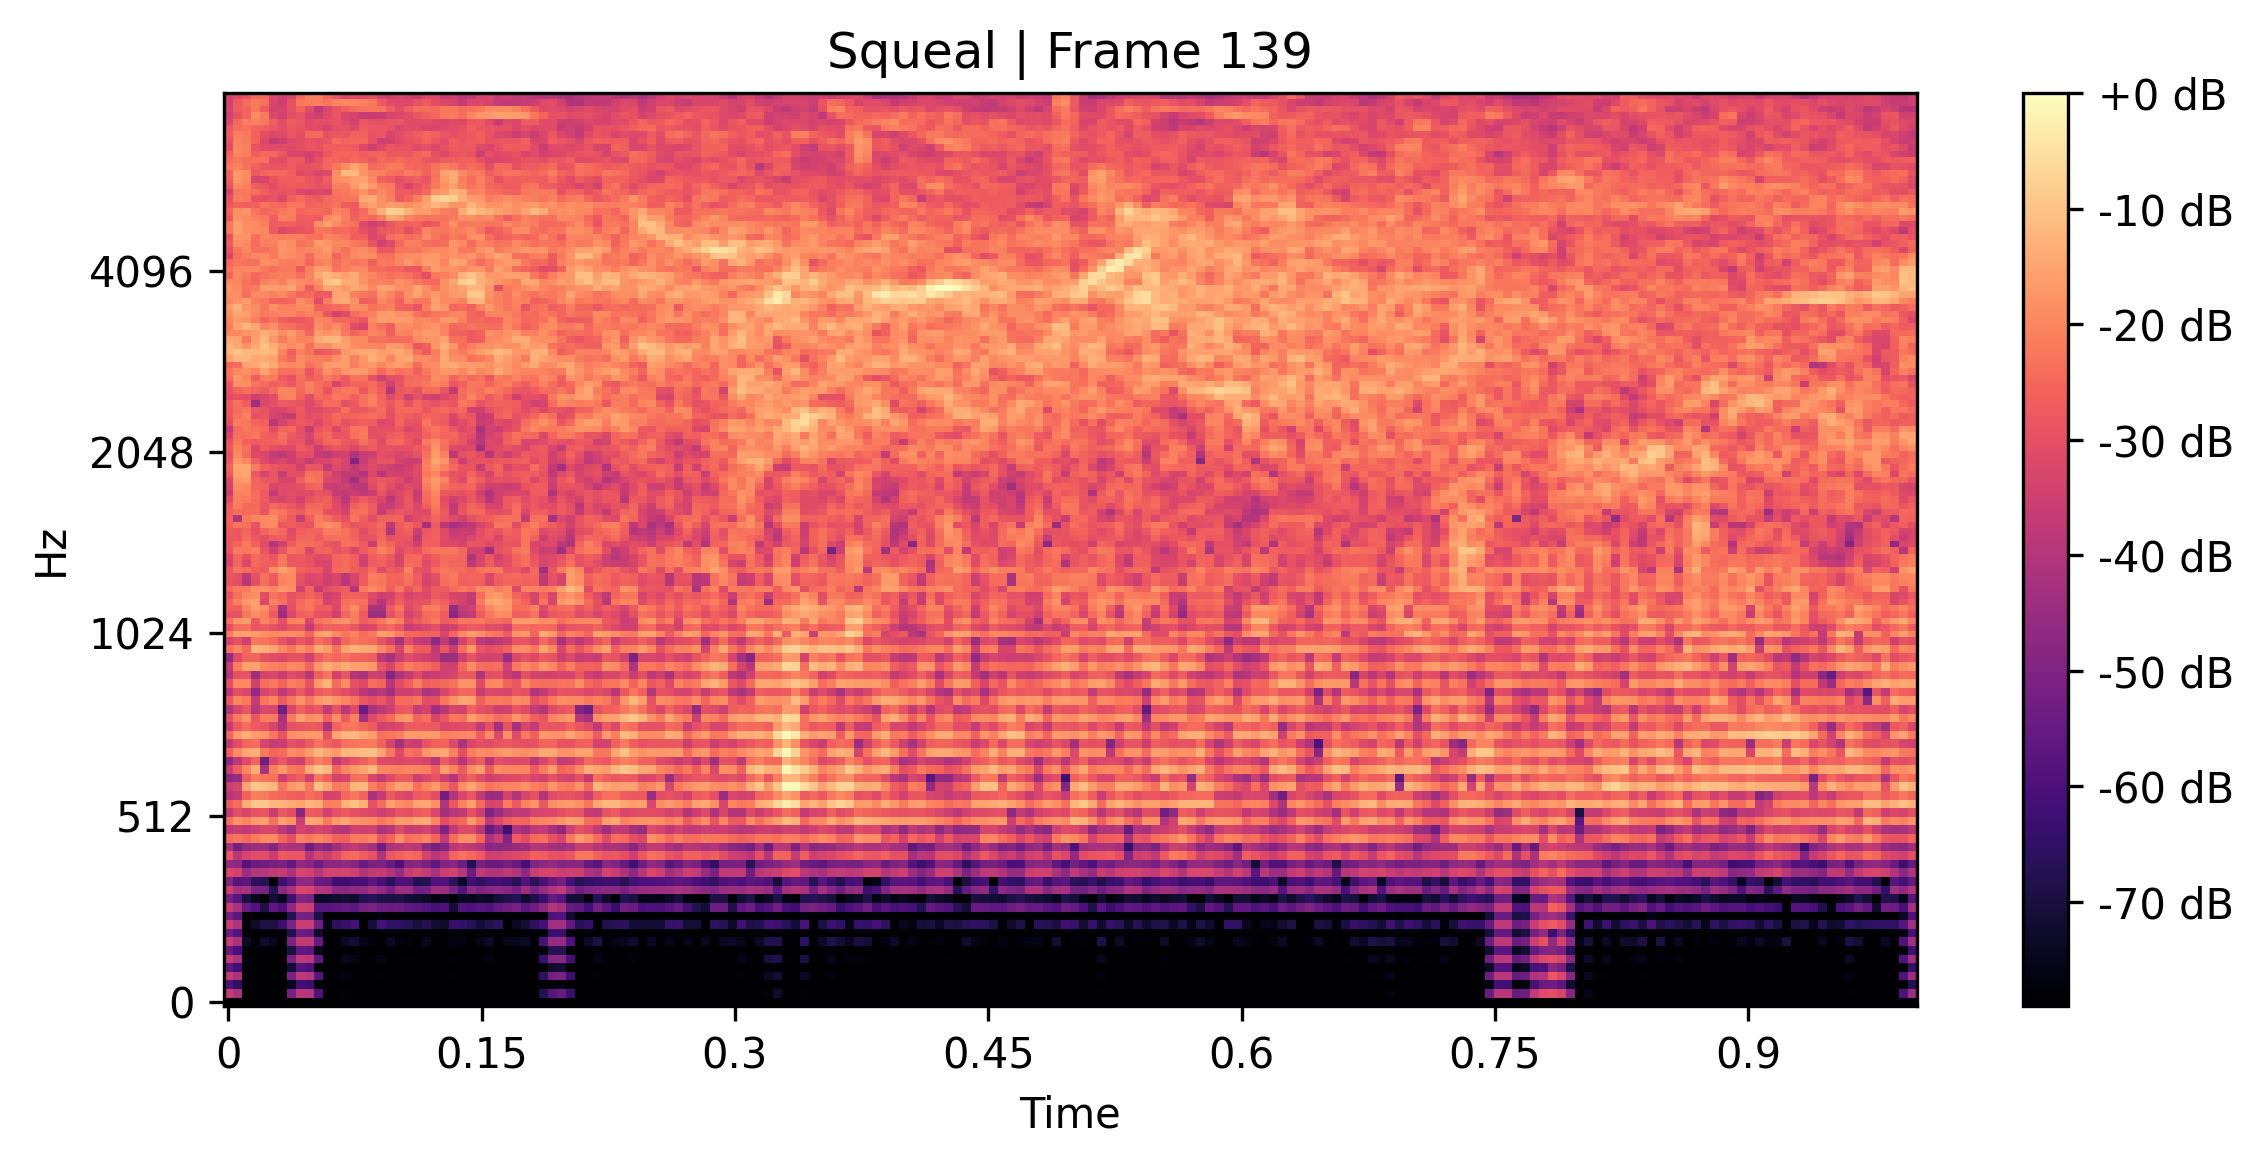 Squeal | Frame 139
+0 dB
-10 dB
-20 dB
-30 dB
-40 dB
-50 dB
-60 dB
-70 dB
Hz
4096
2048
1024
512
0
0 0.15 0.3 0.45 0.6 0.75 0.9
Time